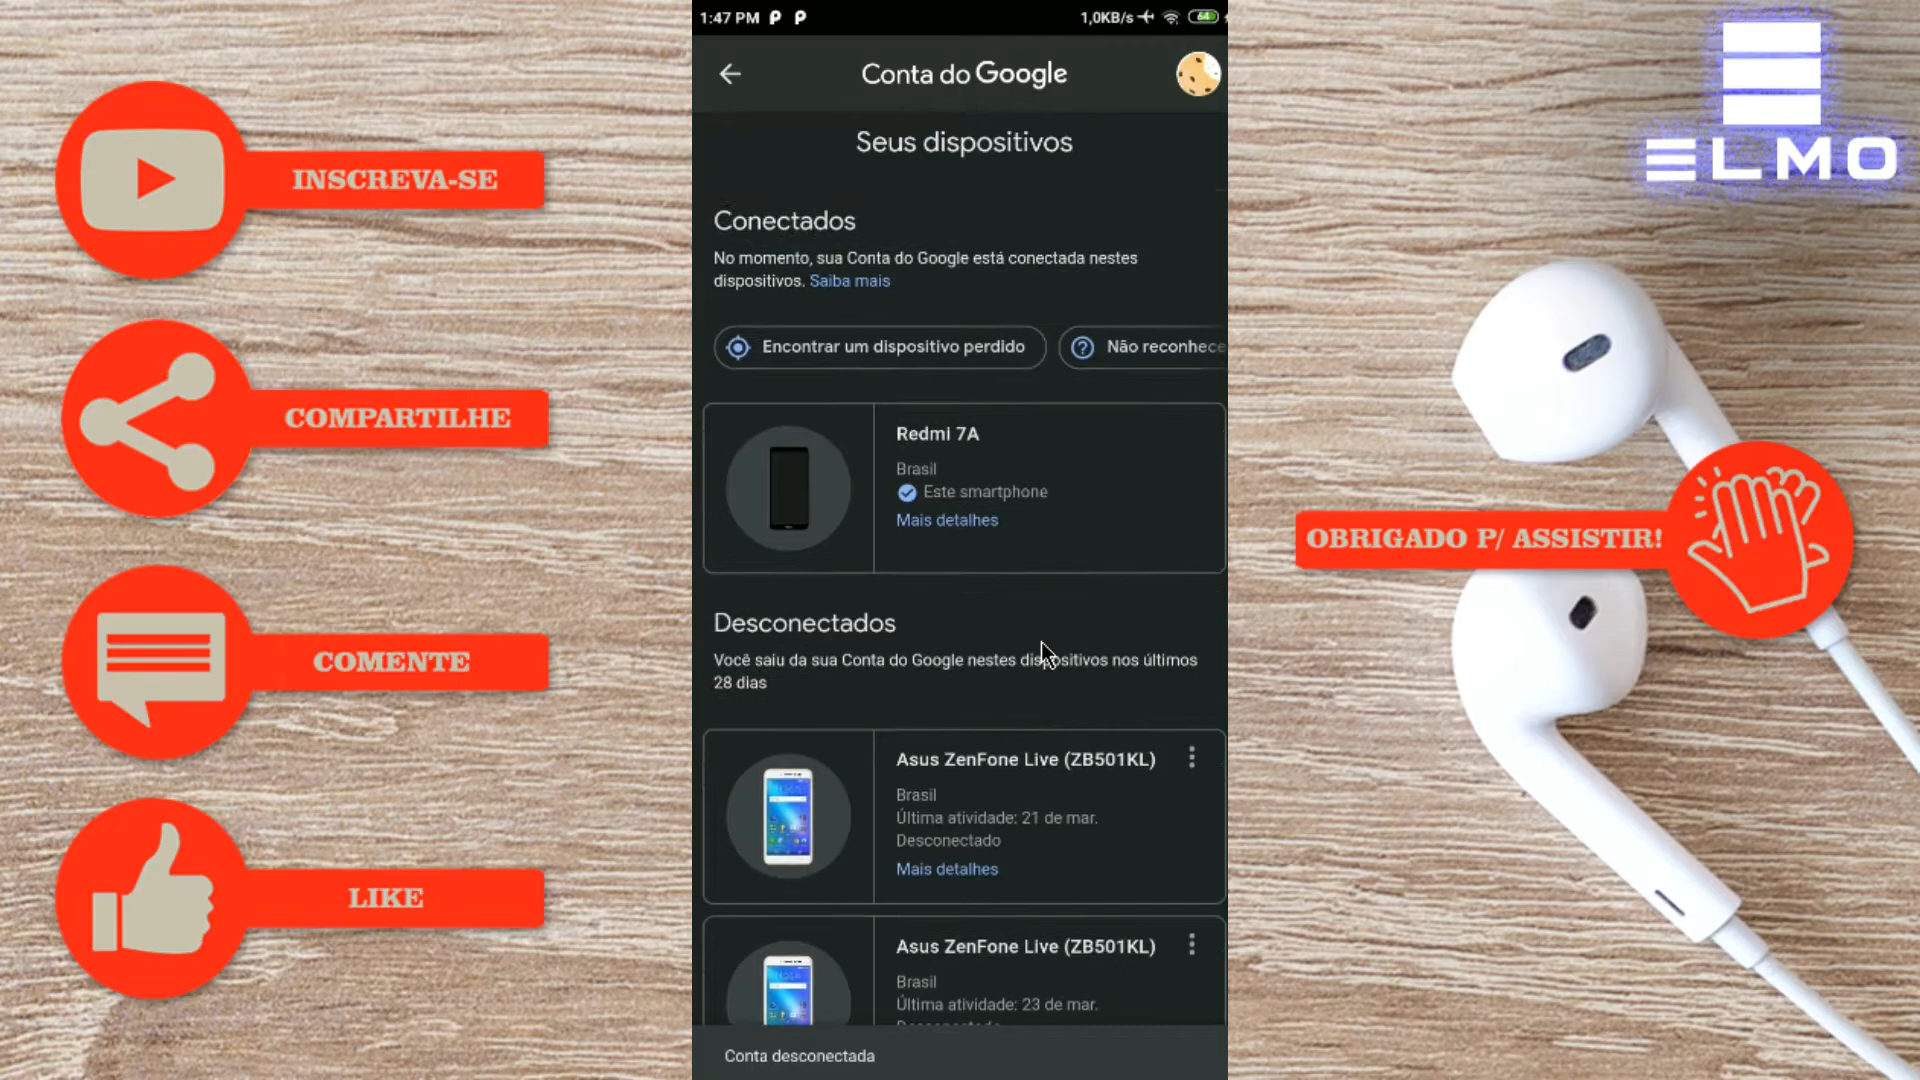 INSCREVA-SE
COMPARTILHE
COMENTE
LIKE
1:47 PM
1,0KB/s
64
Conta do Google
Seus dispositivos
Conectados
No momento, sua Conta do Google está conectada nestes
dispositivos. Saiba mais
Encontrar um dispositivo perdido
Não reconhece
Redmi 7A
Brasil
Este smartphone
Mais detalhes
Desconectados
Você saiu da sua Conta do Google nestes dispositivos nos últimos
28 dias
Asus ZenFone Live (ZB501KL)
Brasil
Última atividade: 21 de mar.
Desconectado
Mais detalhes
Asus ZenFone Live (ZB501KL)
Brasil
Última atividade: 23 de mar.
Conta desconectada
ELMO
OBRIGADO P/ ASSISTIR!